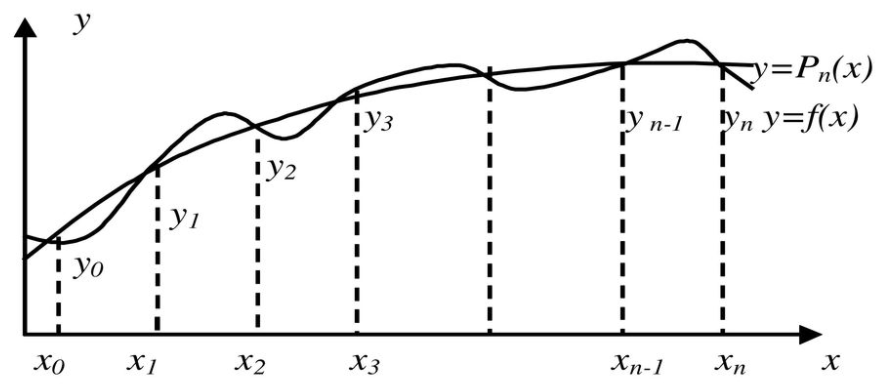 y
y=Pₙ(x)
y₃ yₙ₋₁ yₙ y=f(x)
y₂
y₁
y₀
x₀ x₁ x₂ x₃ xₙ₋₁ xₙ x